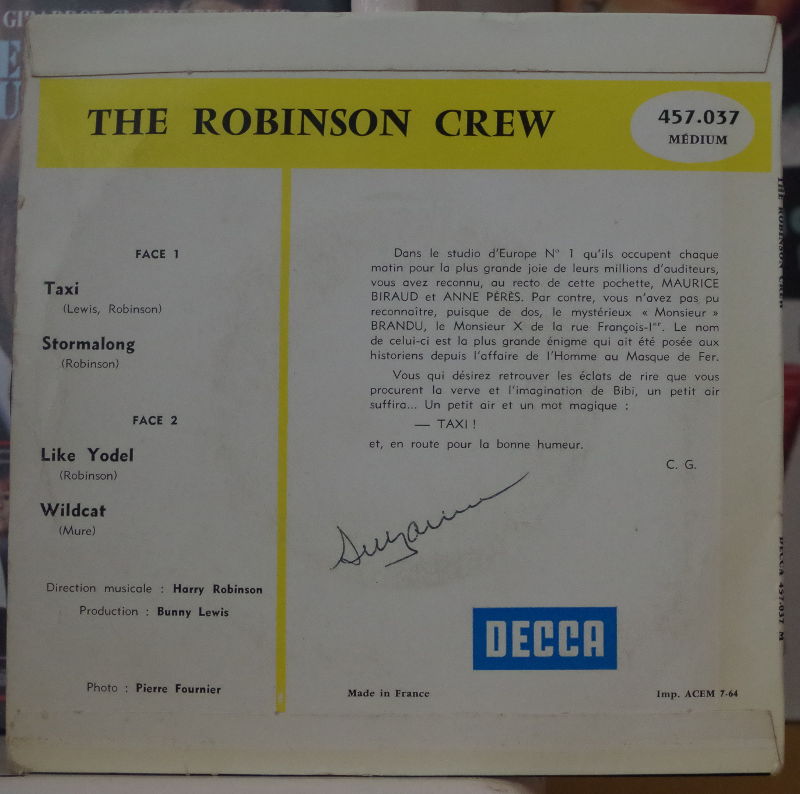 THE ROBINSON CREW
457.037
MÉDIUM
FACE 1
Taxi
(Lewis, Robinson)
Stormalong
(Robinson)
FACE 2
Like Yodel
(Robinson)
Wildcat
(Mure)
Direction musicale : Harry Robinson
Production : Bunny Lewis
Photo : Pierre Fournier
Dans le studio d'Europe N° 1 qu'ils occupent chaque
matin pour la plus grande joie de leurs millions d'auditeurs,
vous avez reconnu, au recto de cette pochette, MAURICE
BIRAUD et ANNE PÉRÈS. Par contre, vous n'avez pas pu
reconnaître, puisque de dos, le mystérieux « Monsieur »
BRANDU, le Monsieur X de la rue François-Iᵉʳ. Le nom
de celui-ci est la plus grande énigme qui ait été posée aux
historiens depuis l'affaire de l'Homme au Masque de Fer.
Vous qui désirez retrouver les éclats de rire que vous
procurent la verve et l'imagination de Bibi, un petit air
suffira... Un petit air et un mot magique :
— TAXI !
et, en route pour la bonne humeur.
C. G.
Suzanne
DECCA
Made in France
Imp. ACEM 7-64
THE ROBINSON CREW
DECCA 457.037 M